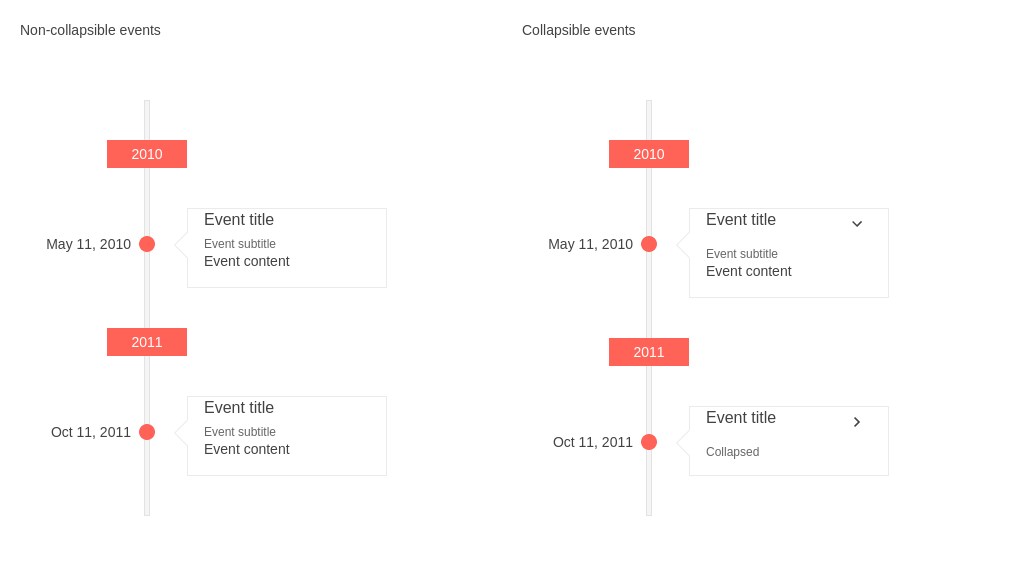 Non-collapsible events
2010
Event title
May 11, 2010
Event subtitle
Event content
2011
Event title
Oct 11, 2011
Event subtitle
Event content
Collapsible events
2010
Event title
May 11, 2010
Event subtitle
Event content
2011
Event title
Oct 11, 2011
Collapsed